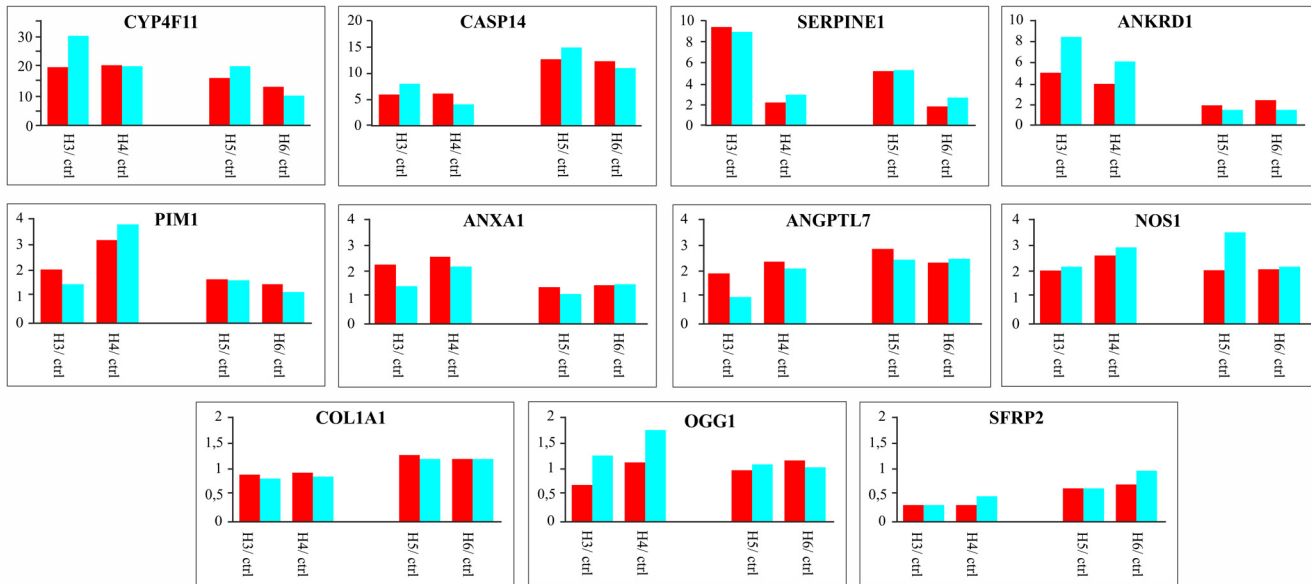 CYP4F11
30
20
10
0
H3/ ctrl
H4/ ctrl
H5/ ctrl
H6/ ctrl
CASP14
20
15
10
5
0
H3/ ctrl
H4/ ctrl
H5/ ctrl
H6/ ctrl
SERPINE1
10
8
6
4
2
0
H3/ ctrl
H4/ ctrl
H5/ ctrl
H6/ ctrl
ANKRD1
10
8
6
4
2
0
H3/ ctrl
H4/ ctrl
H5/ ctrl
H6/ ctrl
PIM1
4
3
2
1
0
H3/ ctrl
H4/ ctrl
H5/ ctrl
H6/ ctrl
ANXA1
4
3
2
1
0
H3/ ctrl
H4/ ctrl
H5/ ctrl
H6/ ctrl
ANGPTL7
4
3
2
1
0
H3/ ctrl
H4/ ctrl
H5/ ctrl
H6/ ctrl
NOS1
4
3
2
1
0
H3/ ctrl
H4/ ctrl
H5/ ctrl
H6/ ctrl
COL1A1
2
1,5
1
0,5
0
H3/ ctrl
H4/ ctrl
H5/ ctrl
H6/ ctrl
OGG1
2
1,5
1
0,5
0
H3/ ctrl
H4/ ctrl
H5/ ctrl
H6/ ctrl
SFRP2
2
1,5
1
0,5
0
H3/ ctrl
H4/ ctrl
H5/ ctrl
H6/ ctrl